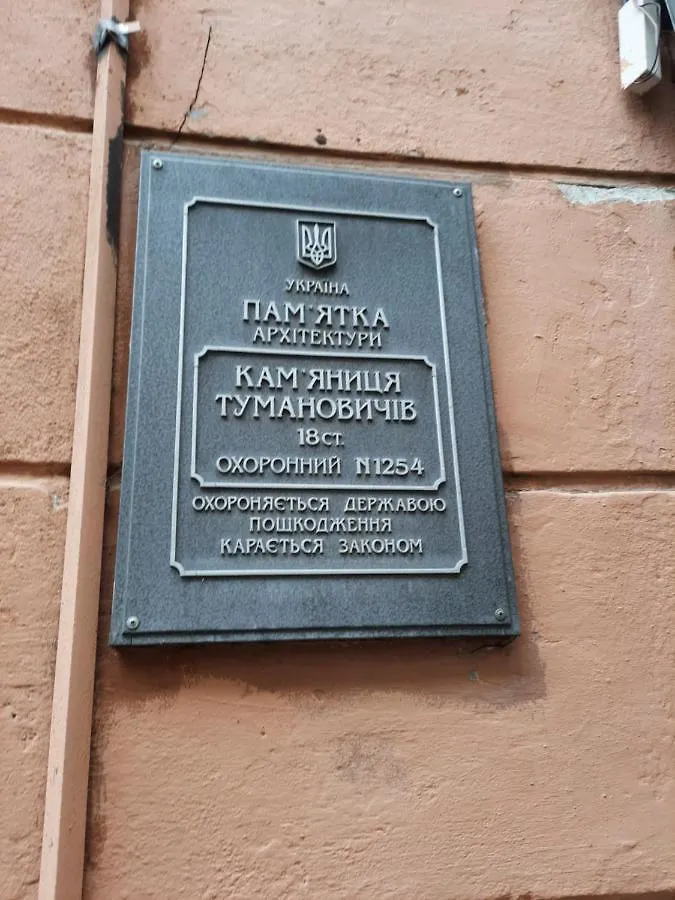 УКРАЇНА
ПАМ'ЯТКА
АРХІТЕКТУРИ
КАМ'ЯНИЦЯ
ТУМАНОВИЧІВ
18 СТ.
ОХОРОННИЙ N1254
ОХОРОНЯЄТЬСЯ ДЕРЖАВОЮ
ПОШКОДЖЕННЯ
КАРАЄТЬСЯ ЗАКОНОМ